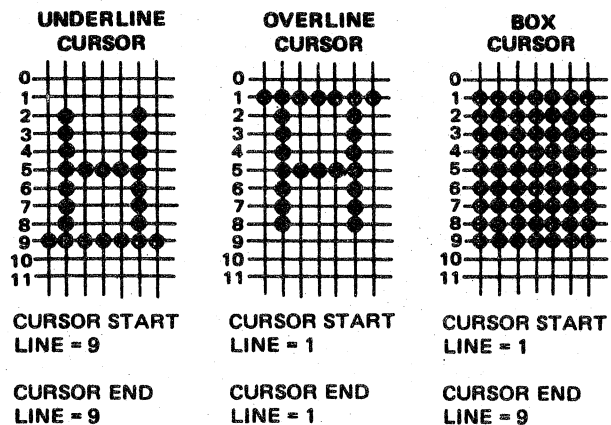 UNDERLINE
CURSOR
0
1
2
3
4
5
6
7
8
9
10
11
CURSOR START
LINE = 9
CURSOR END
LINE = 9
OVERLINE
CURSOR
0
1
2
3
4
5
6
7
8
9
10
11
CURSOR START
LINE = 1
CURSOR END
LINE = 1
BOX
CURSOR
0
1
2
3
4
5
6
7
8
9
10
11
CURSOR START
LINE = 1
CURSOR END
LINE = 9